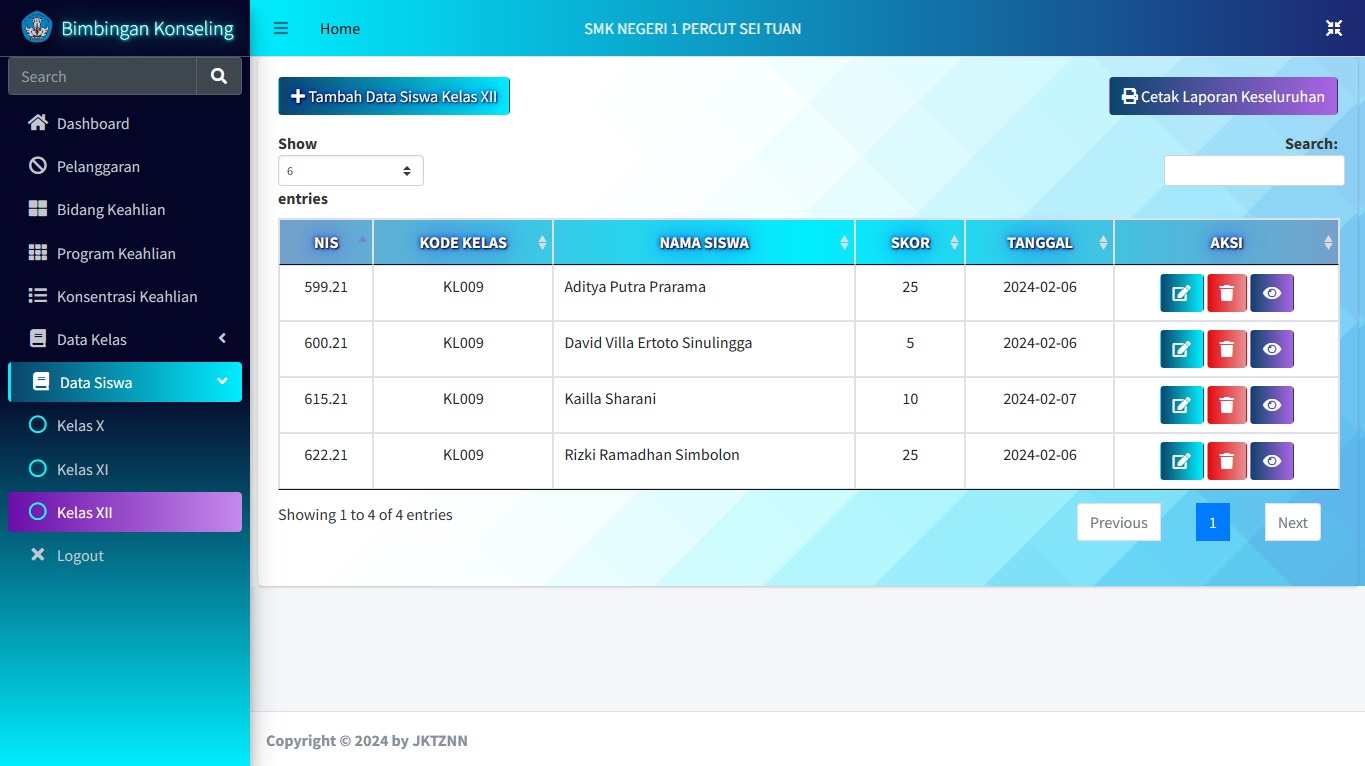 Bimbingan Konseling
Home
SMK NEGERI 1 PERCUT SEI TUAN
Search
Dashboard
Pelanggaran
Bidang Keahlian
Program Keahlian
Konsentrasi Keahlian
Data Kelas
Data Siswa
Kelas X
Kelas XI
Kelas XII
Logout
Tambah Data Siswa Kelas XII
Cetak Laporan Keseluruhan
Show
6
entries
Search:
NIS KODE KELAS NAMA SISWA SKOR TANGGAL AKSI
599.21 KL009 Aditya Putra Prarama 25 2024-02-06
600.21 KL009 David Villa Ertoto Sinulingga 5 2024-02-06
615.21 KL009 Kailla Sharani 10 2024-02-07
622.21 KL009 Rizki Ramadhan Simbolon 25 2024-02-06
Showing 1 to 4 of 4 entries
Previous 1 Next
Copyright © 2024 by JKTZNN